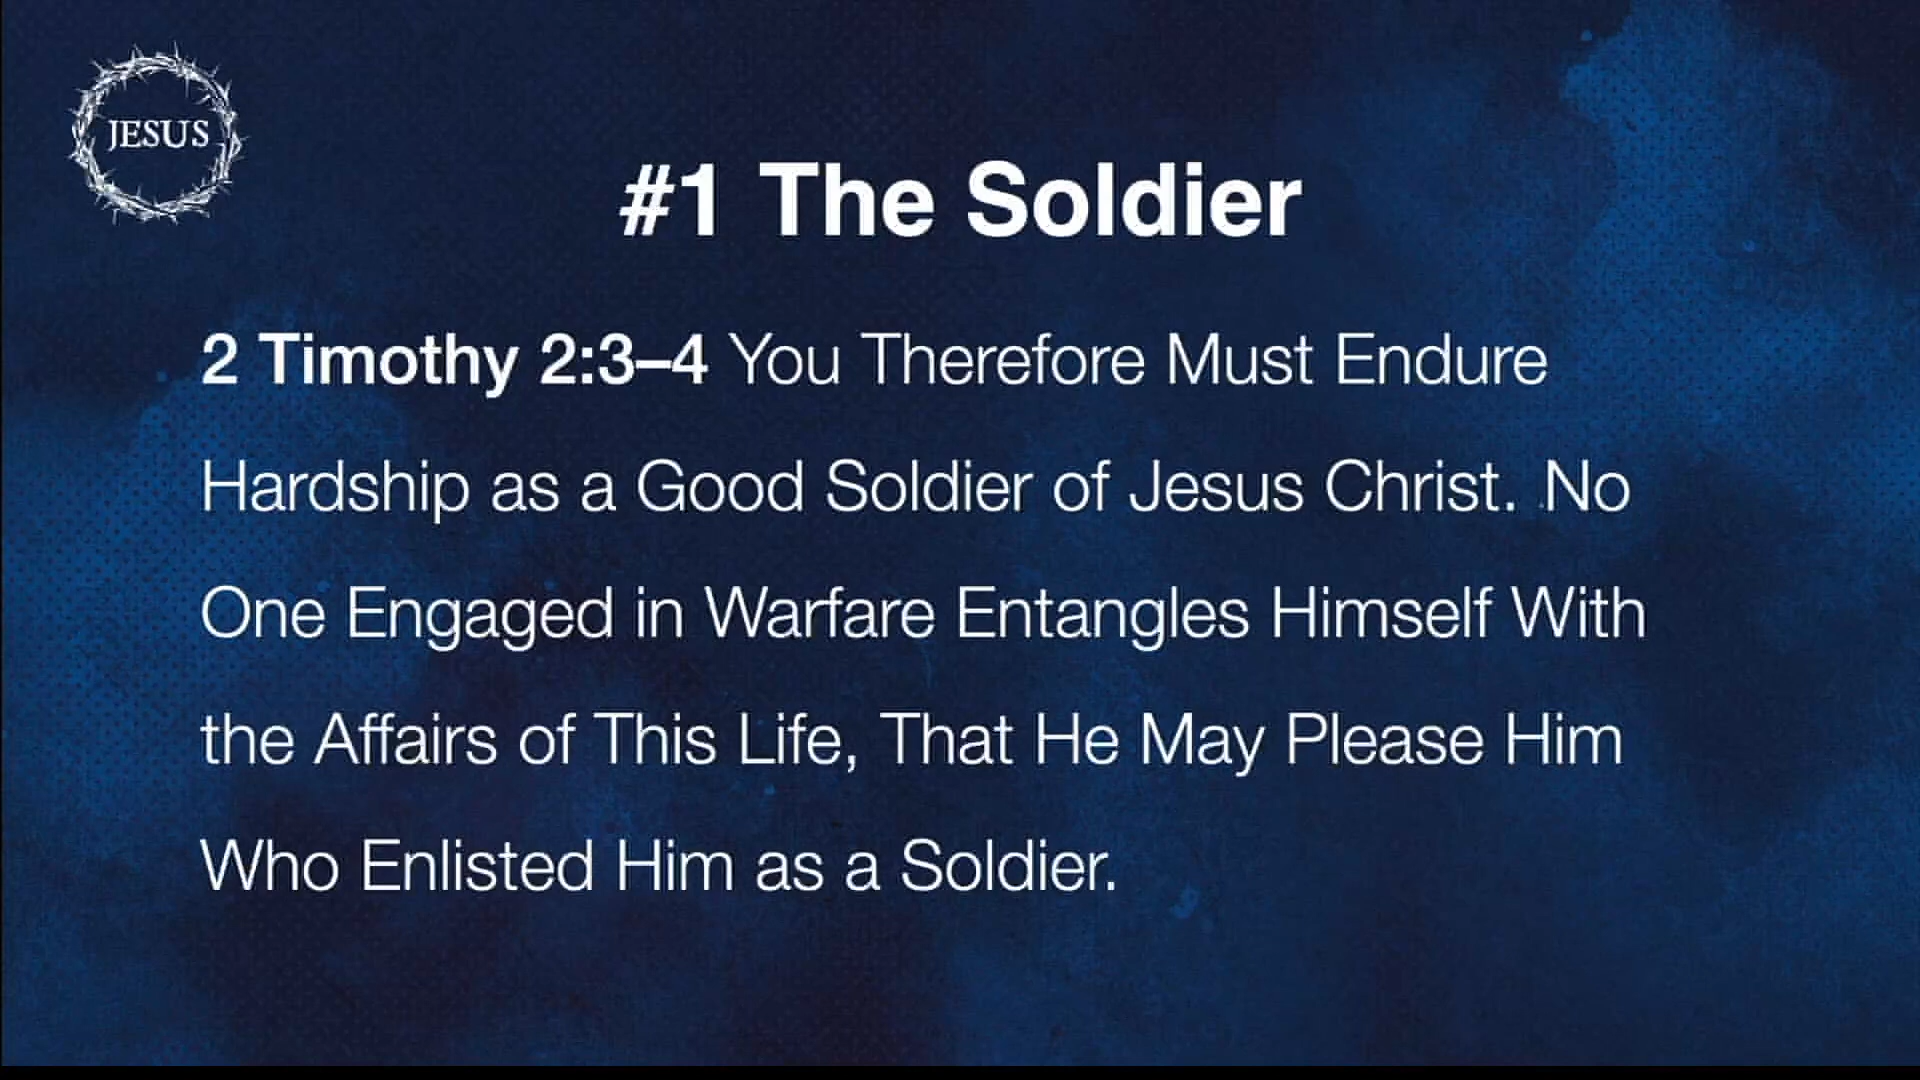 JESUS
#1 The Soldier
2 Timothy 2:3–4 You Therefore Must Endure
Hardship as a Good Soldier of Jesus Christ. No
One Engaged in Warfare Entangles Himself With
the Affairs of This Life, That He May Please Him
Who Enlisted Him as a Soldier.